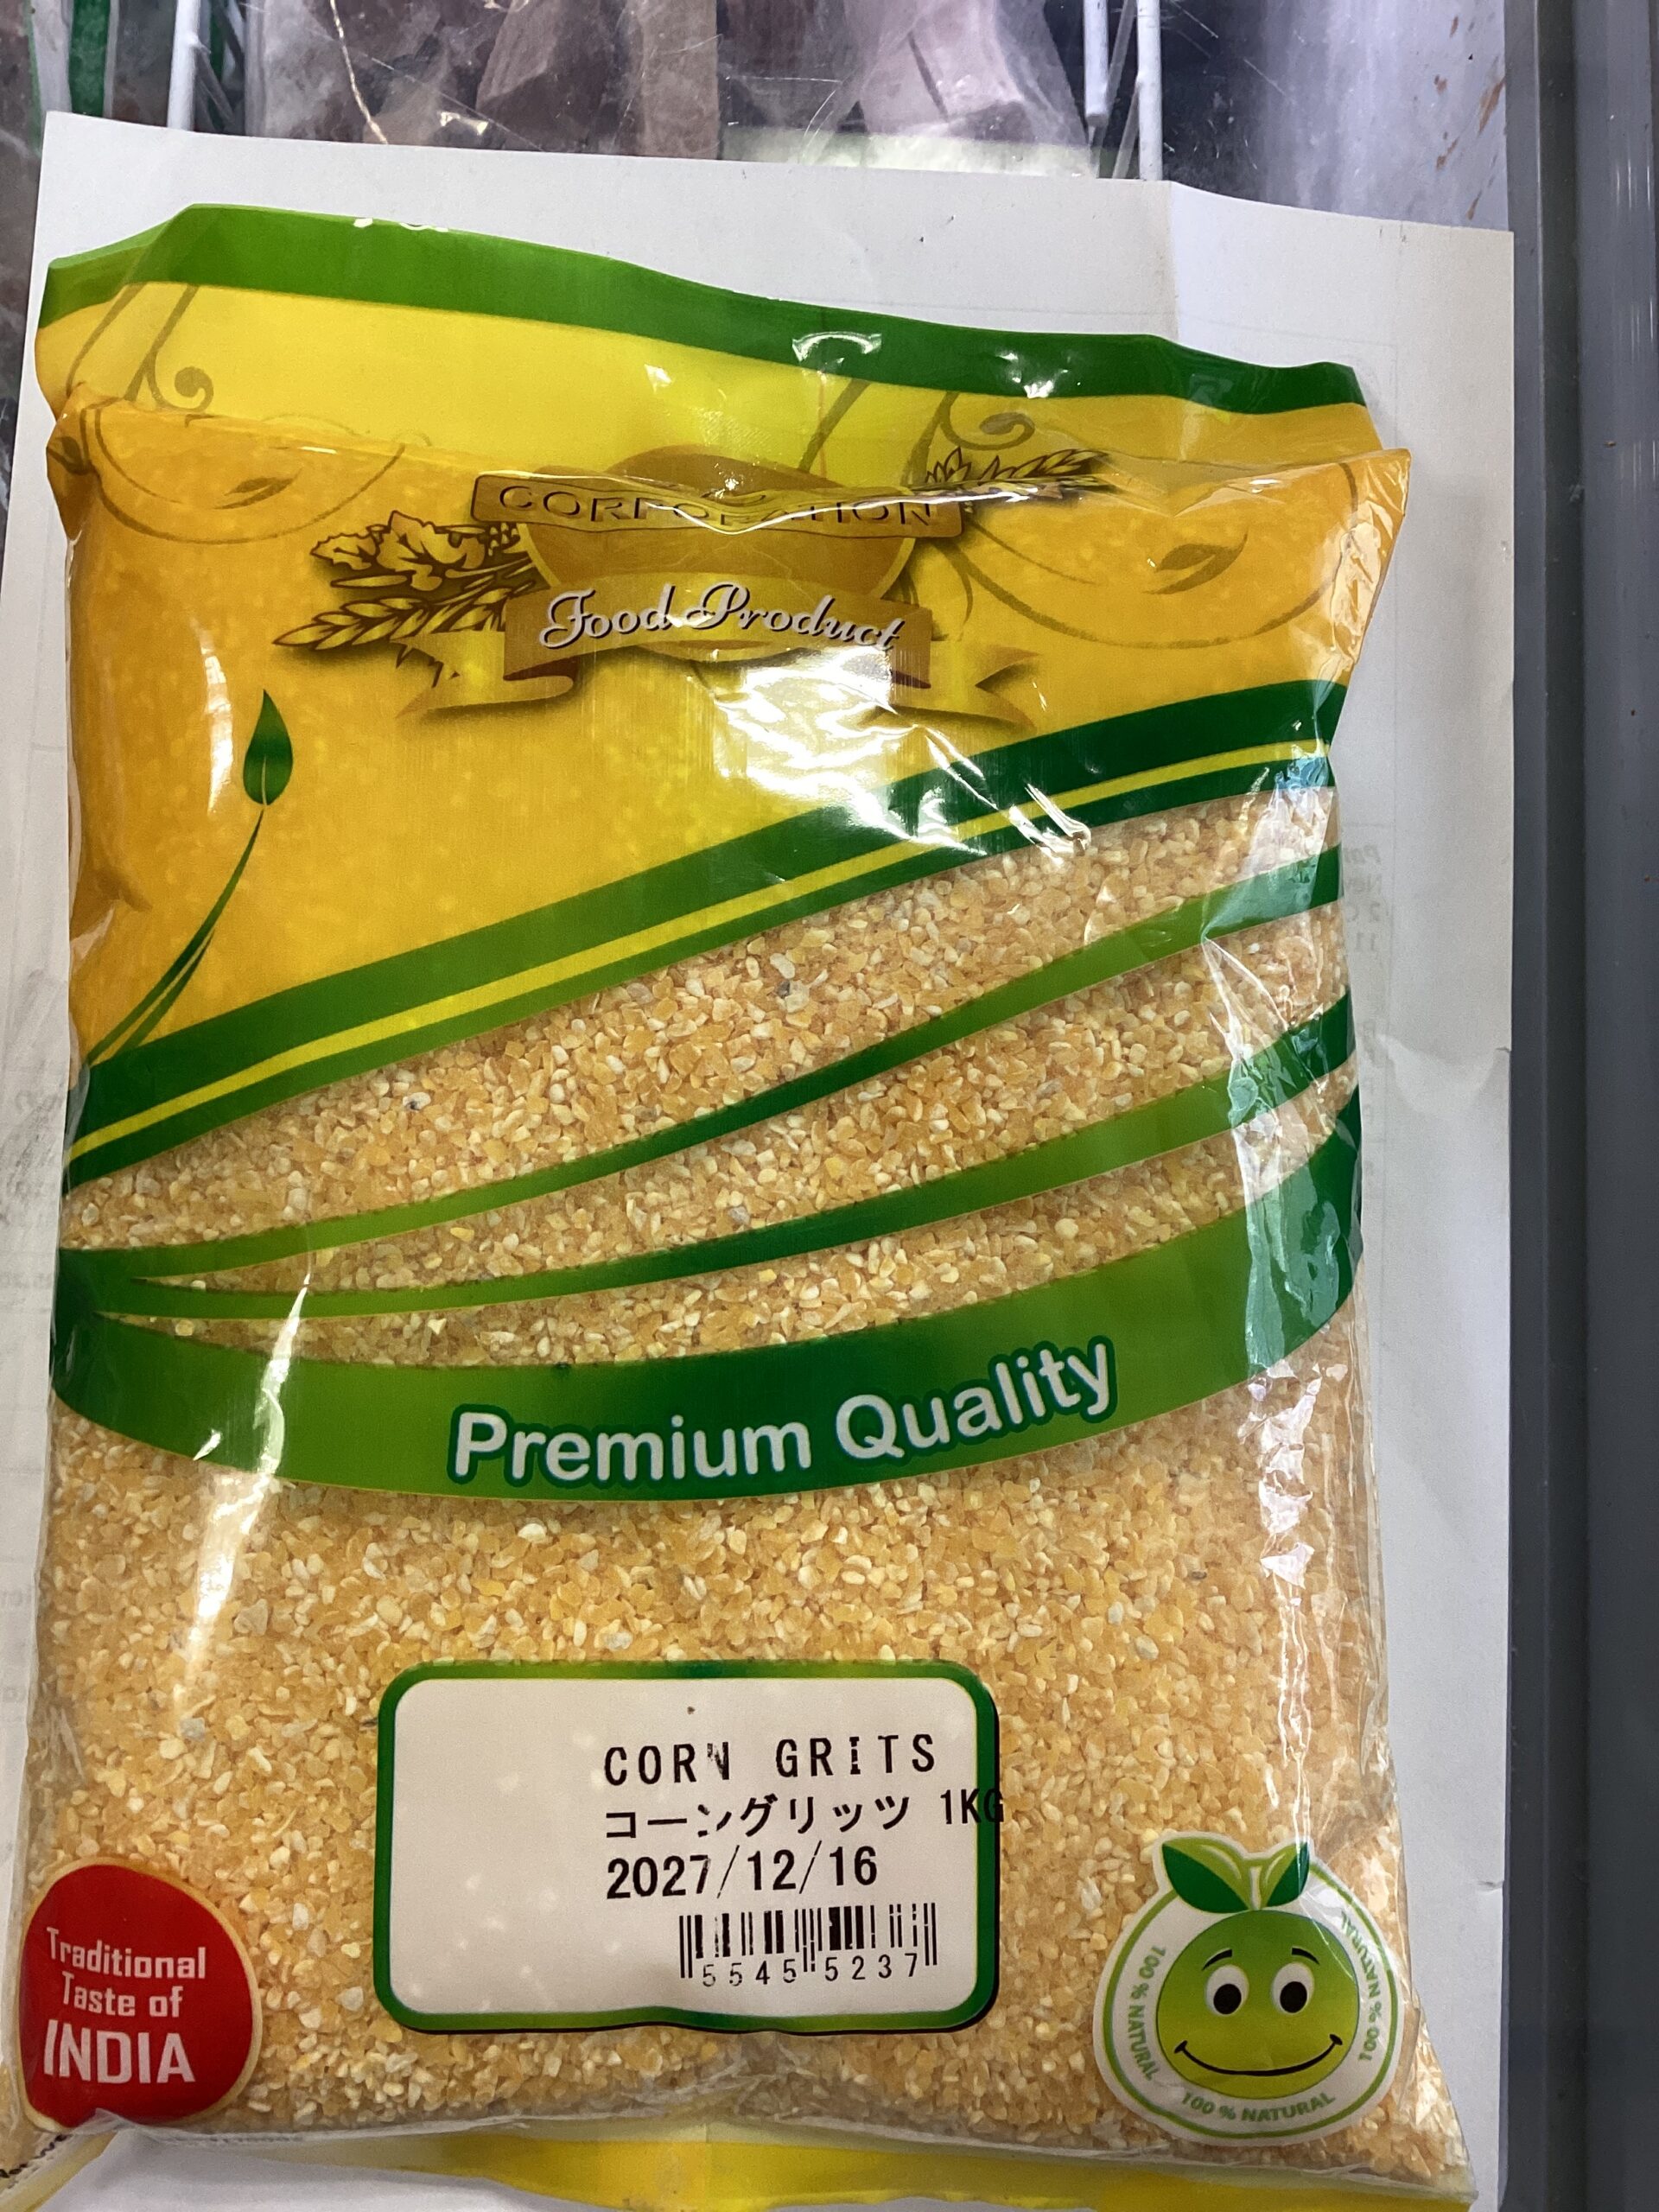 CORPORATION
Food Product
Premium Quality
CORN GRITS
コーングリッツ 1KG
2027/12/16
5545 5237
Traditional
Taste of
INDIA
100 % NATURAL
100 % NATURAL
100 % NATURAL